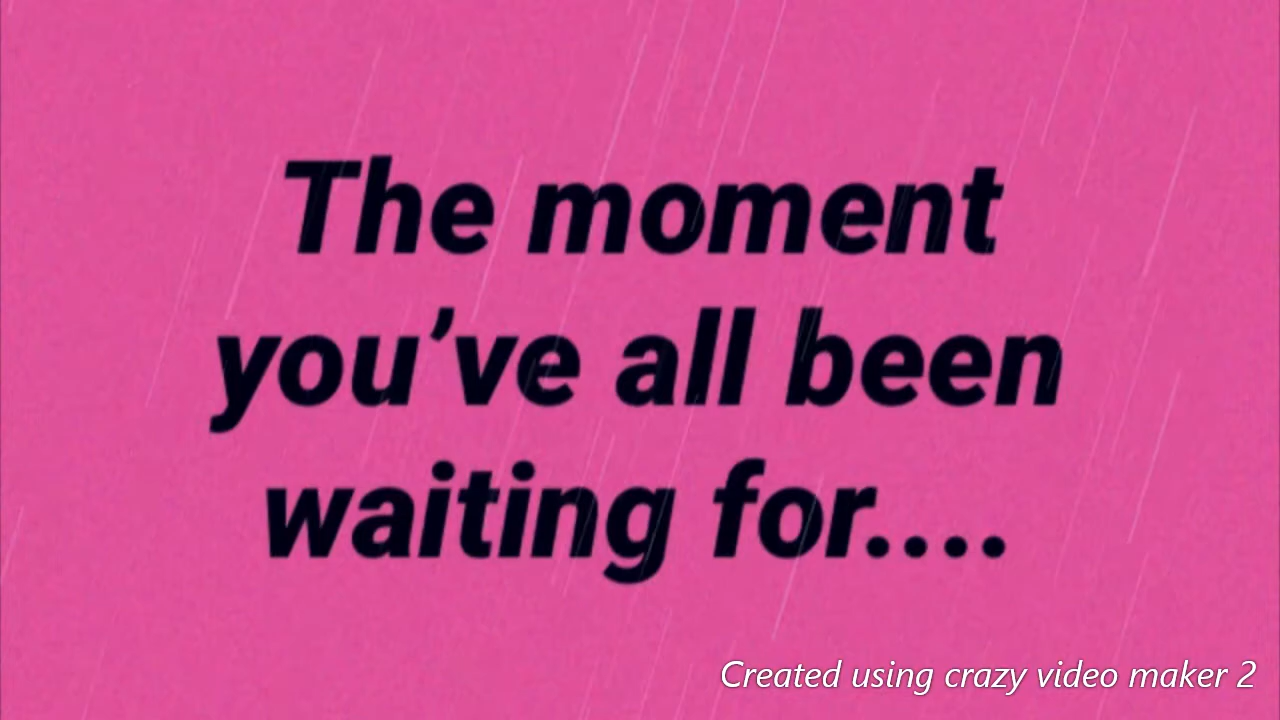 The moment
you’ve all been
waiting for....
Created using crazy video maker 2